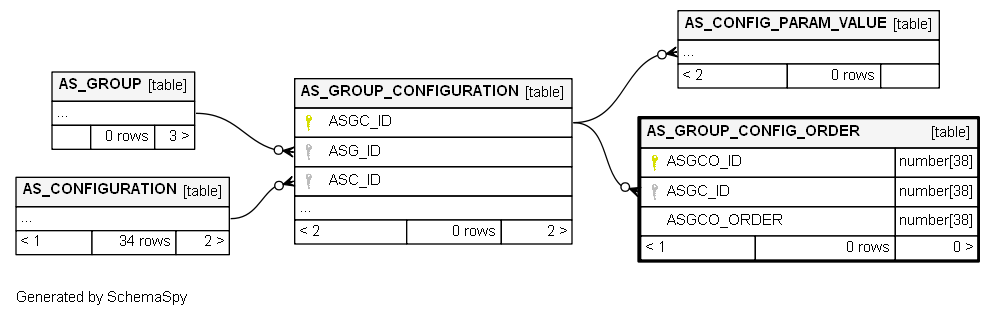 AS_CONFIG_PARAM_VALUE [table]
...
< 2 0 rows
AS_GROUP [table]
...
0 rows 3 >
AS_GROUP_CONFIGURATION [table]
ASGC_ID
ASG_ID
ASC_ID
...
< 2 0 rows 2 >
AS_GROUP_CONFIG_ORDER [table]
ASGCO_ID number[38]
ASGC_ID number[38]
ASGCO_ORDER number[38]
< 1 0 rows 0 >
AS_CONFIGURATION [table]
...
< 1 34 rows 2 >
Generated by SchemaSpy